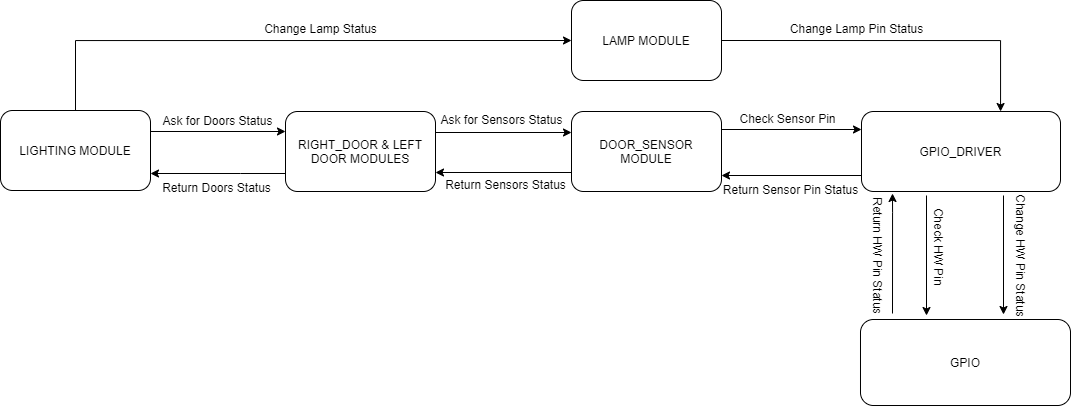 Change Lamp Status
LAMP MODULE
Change Lamp Pin Status
LIGHTING MODULE
Ask for Doors Status
Return Doors Status
RIGHT_DOOR & LEFT
DOOR MODULES
Ask for Sensors Status
Return Sensors Status
DOOR_SENSOR
MODULE
Check Sensor Pin
Return Sensor Pin Status
GPIO_DRIVER
Return HW Pin Status
Check HW Pin
Change HW Pin Status
GPIO